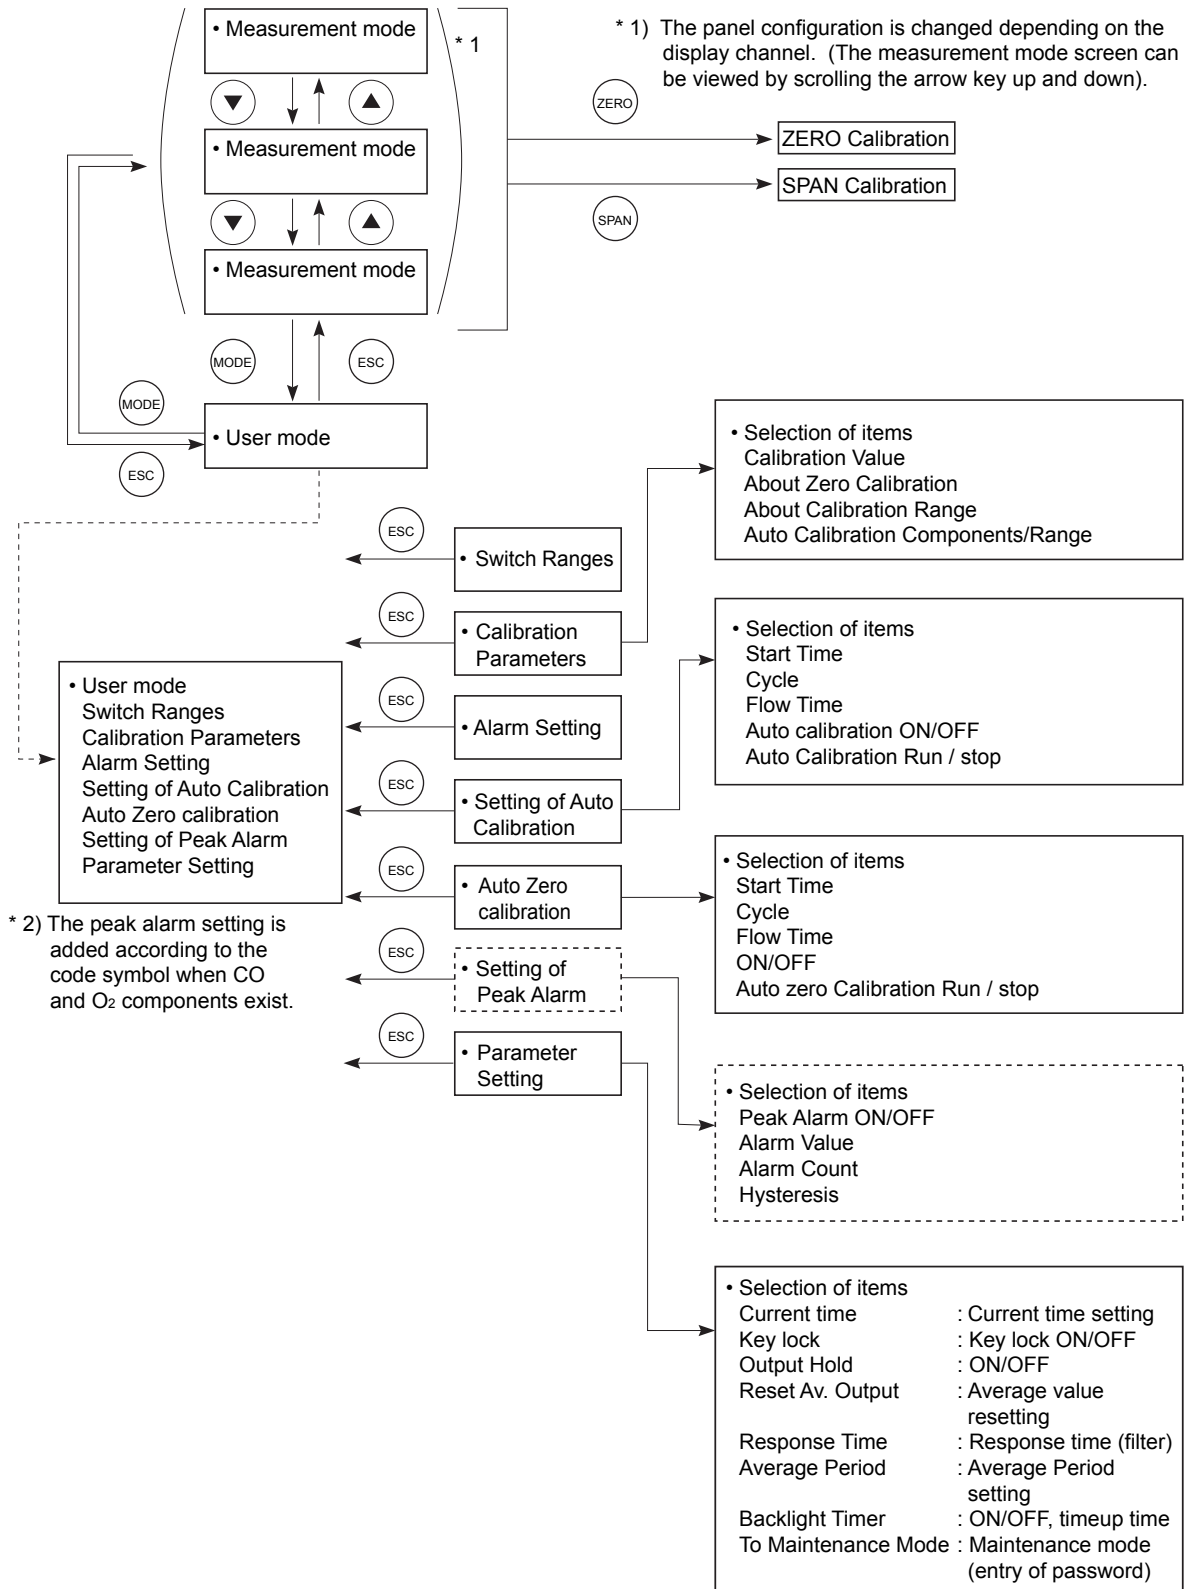 • Measurement mode
* 1
* 1) The panel configuration is changed depending on the
display channel. (The measurement mode screen can
be viewed by scrolling the arrow key up and down).
ZERO
• Measurement mode
ZERO Calibration
SPAN Calibration
SPAN
• Measurement mode
MODE
ESC
MODE
• User mode
ESC
• Selection of items
Calibration Value
About Zero Calibration
About Calibration Range
Auto Calibration Components/Range
ESC
• Switch Ranges
ESC
• Calibration
Parameters
• Selection of items
Start Time
Cycle
Flow Time
Auto calibration ON/OFF
Auto Calibration Run / stop
• User mode
Switch Ranges
Calibration Parameters
Alarm Setting
Setting of Auto Calibration
Auto Zero calibration
Setting of Peak Alarm
Parameter Setting
ESC
• Alarm Setting
ESC
• Setting of Auto
Calibration
ESC
• Auto Zero
calibration
• Selection of items
Start Time
Cycle
Flow Time
ON/OFF
Auto zero Calibration Run / stop
* 2) The peak alarm setting is
added according to the
code symbol when CO
and O2 components exist.
ESC
• Setting of
Peak Alarm
ESC
• Parameter
Setting
• Selection of items
Peak Alarm ON/OFF
Alarm Value
Alarm Count
Hysteresis
• Selection of items
Current time : Current time setting
Key lock : Key lock ON/OFF
Output Hold : ON/OFF
Reset Av. Output : Average value
resetting
Response Time : Response time (filter)
Average Period : Average Period
setting
Backlight Timer : ON/OFF, timeup time
To Maintenance Mode : Maintenance mode
(entry of password)